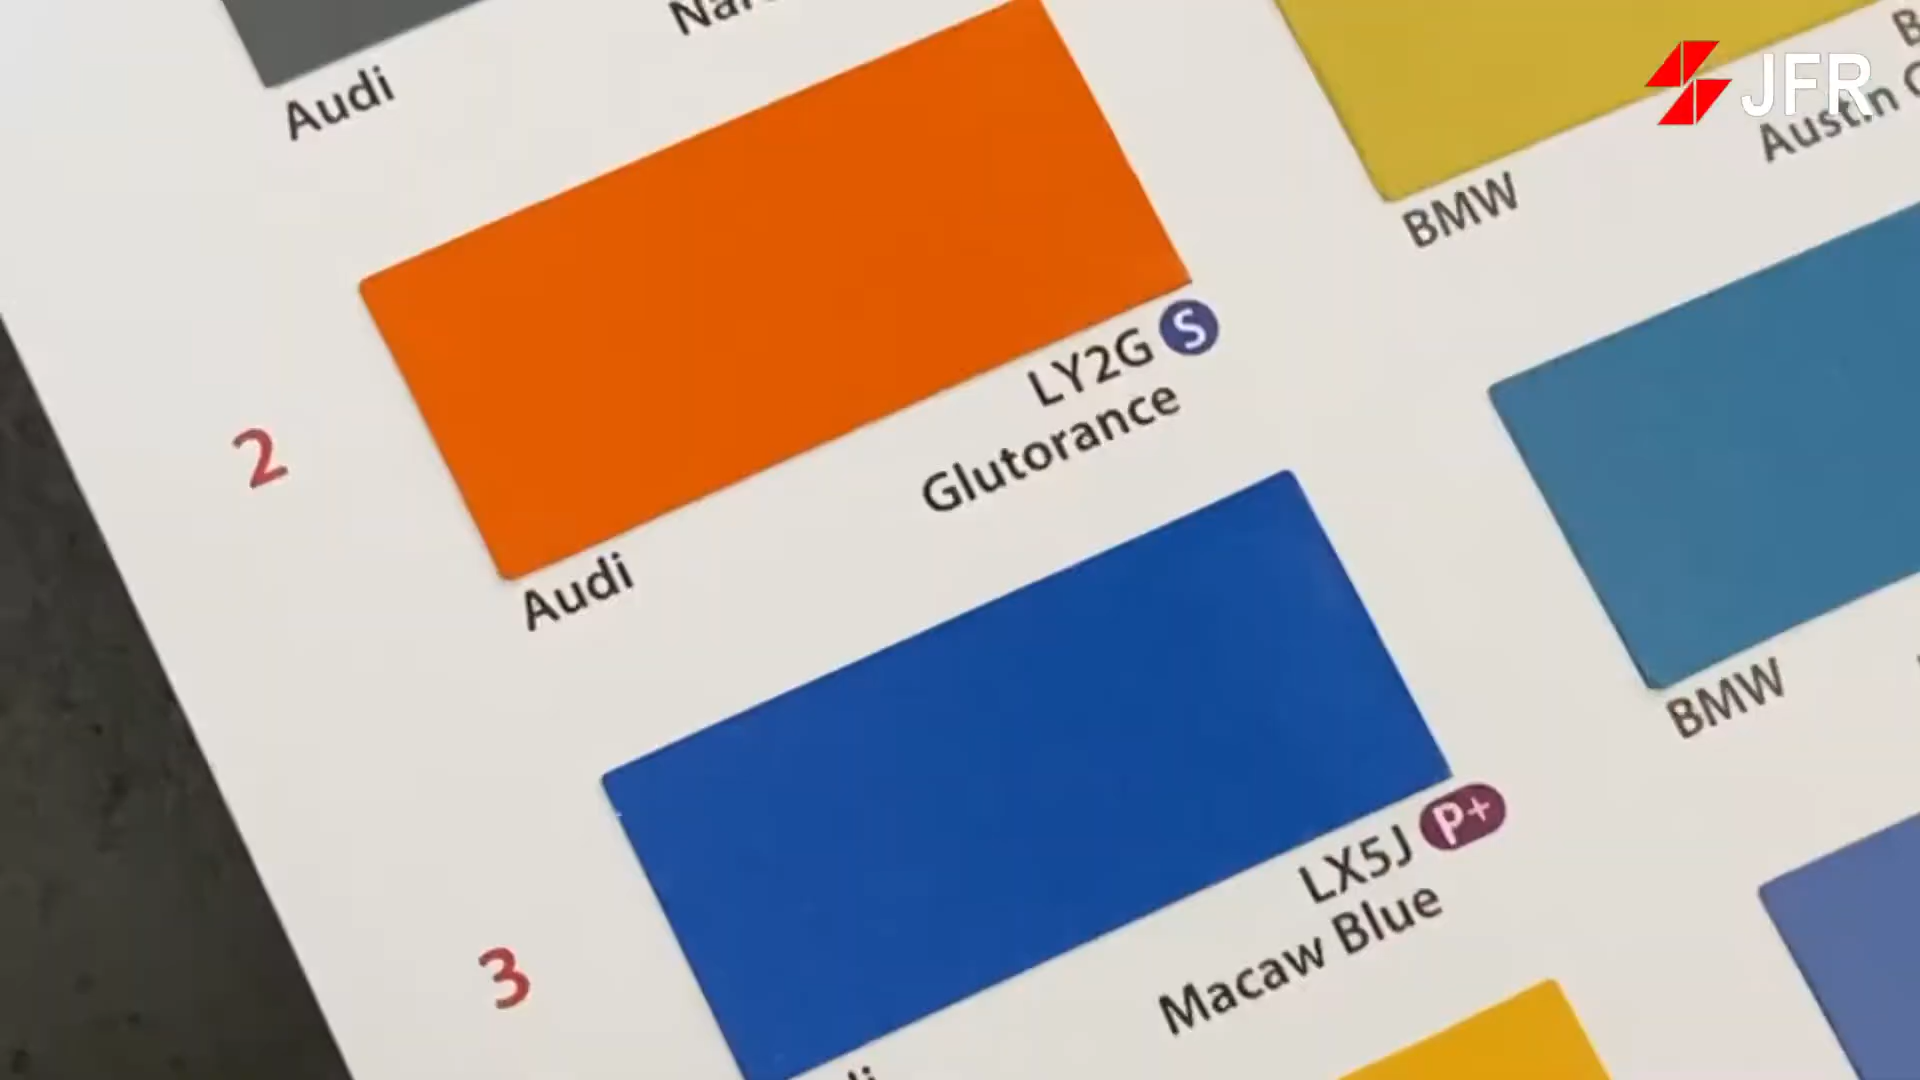 Audi
JFR
BMW
2
LY2G S
Glutorance
Audi
BMW
3
LX5J P+
Macaw Blue